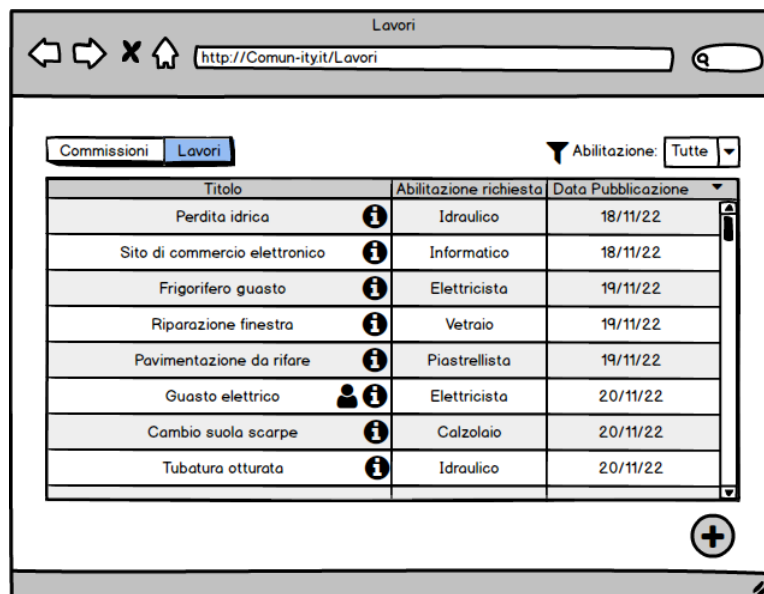 Lavori
http://Comun-ity.it/Lavori
Commissioni Lavori Abilitazione: Tutte
Titolo Abilitazione richiesta Data Pubblicazione
Perdita idrica Idraulico 18/11/22
Sito di commercio elettronico Informatico 18/11/22
Frigorifero guasto Elettricista 19/11/22
Riparazione finestra Vetraio 19/11/22
Pavimentazione da rifare Piastrellista 19/11/22
Guasto elettrico Elettricista 20/11/22
Cambio suola scarpe Calzolaio 20/11/22
Tubatura otturata Idraulico 20/11/22